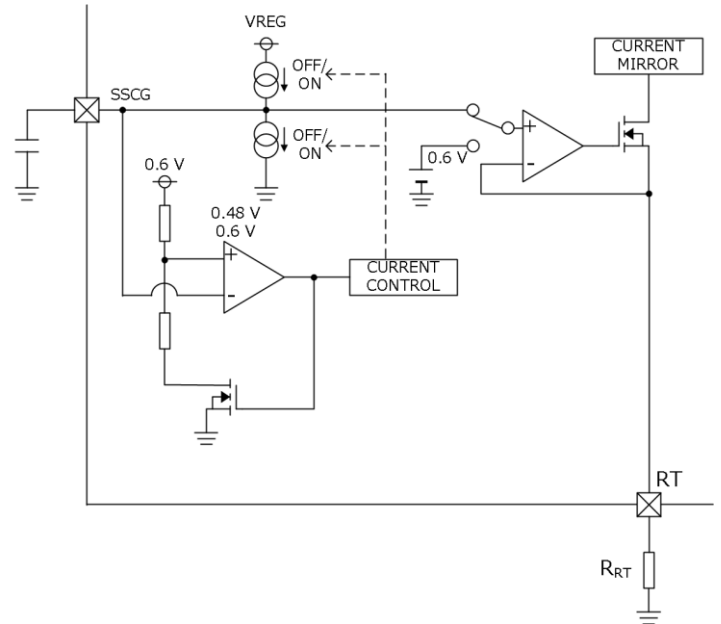 VREG
CURRENT
MIRROR
OFF/
ON
SSCG
OFF/
ON
0.6 V
0.6 V
0.48 V
0.6 V
+
-
+
-
CURRENT
CONTROL
RT
RRT